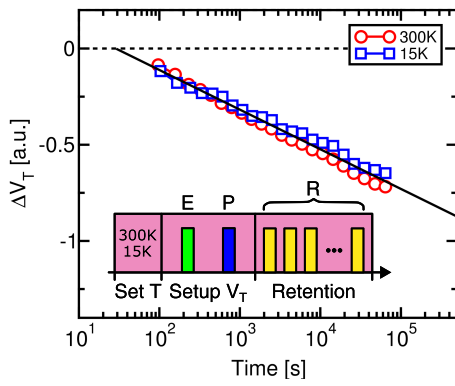 0
-0.5
-1
ΔV_T [a.u.]
300K
15K
E P R
300K
15K
•••
Set T Setup V_T Retention
10^1 10^2 10^3 10^4 10^5
Time [s]